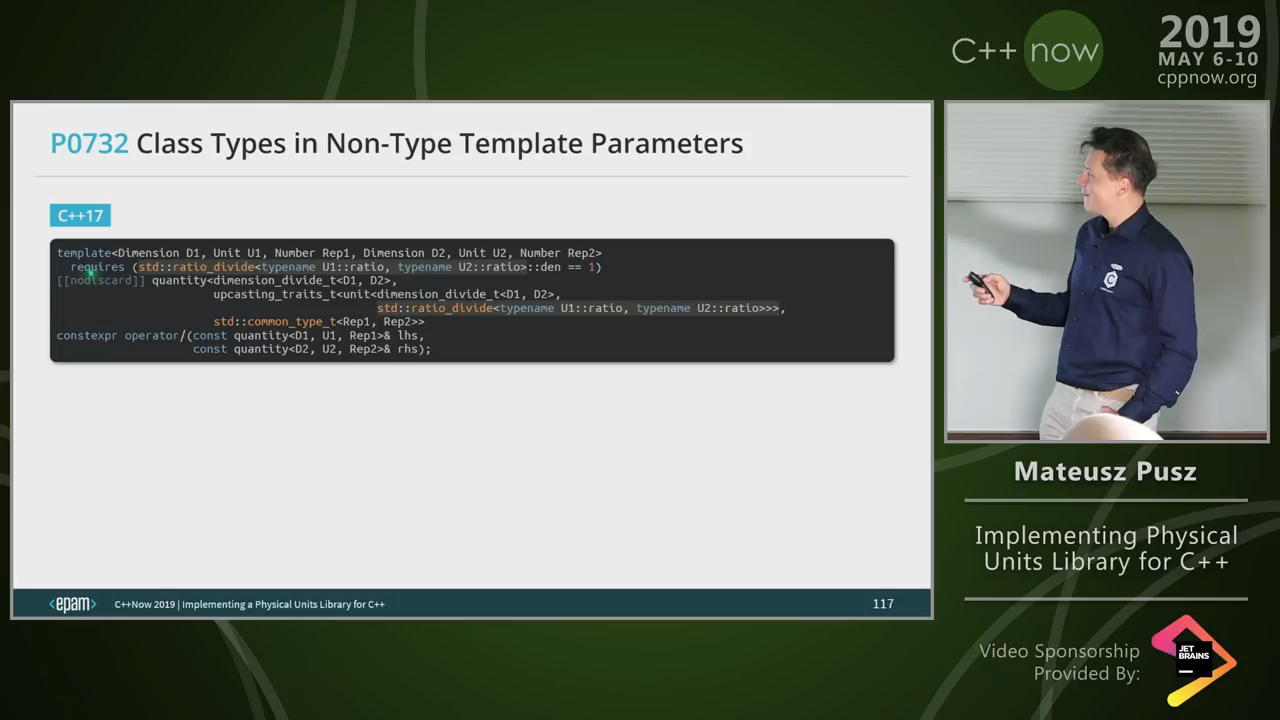 C++ now
2019
MAY 6-10
cppnow.org
P0732 Class Types in Non-Type Template Parameters
C++17
template<Dimension D1, Unit U1, Number Rep1, Dimension D2, Unit U2, Number Rep2>
requires (std::ratio_divide<typename U1::ratio, typename U2::ratio>::den == 1)
[[nodiscard]] quantity<dimension_divide_t<D1, D2>,
upcasting_traits_t<unit<dimension_divide_t<D1, D2>,
std::ratio_divide<typename U1::ratio, typename U2::ratio>>>,
std::common_type_t<Rep1, Rep2>>
constexpr operator/(const quantity<D1, U1, Rep1>& lhs,
const quantity<D2, U2, Rep2>& rhs);
<epam>
C++Now 2019 | Implementing a Physical Units Library for C++
117
Mateusz Pusz
Implementing Physical
Units Library for C++
Video Sponsorship
Provided By:
JET
BRAINS